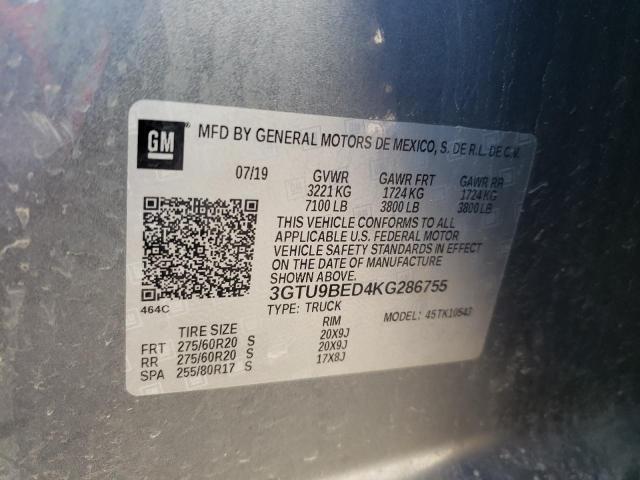 GM
MFD BY GENERAL MOTORS DE MEXICO, S. DE R.L. DE C.V.
07/19 GVWR GAWR FRT GAWR RR
3221 KG 1724 KG 1724 KG
7100 LB 3800 LB 3800 LB
THIS VEHICLE CONFORMS TO ALL
APPLICABLE U.S. FEDERAL MOTOR
VEHICLE SAFETY STANDARDS IN EFFECT
ON THE DATE OF MANUFACTURE
SHOWN ABOVE.
3GTU9BED4KG286755
464C TYPE: TRUCK MODEL: 4STK10543
TIRE SIZE RIM
FRT 275/60R20 S 20X9J
RR 275/60R20 S 20X9J
SPA 255/80R17 S 17X8J